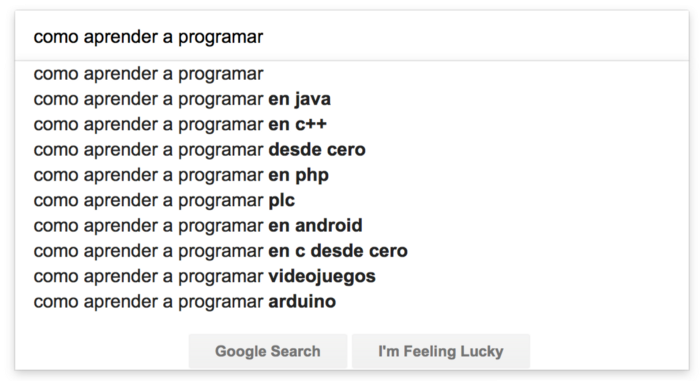 como aprender a programar
como aprender a programar
como aprender a programar en java
como aprender a programar en c++
como aprender a programar desde cero
como aprender a programar en php
como aprender a programar plc
como aprender a programar en android
como aprender a programar en c desde cero
como aprender a programar videojuegos
como aprender a programar arduino
Google Search I'm Feeling Lucky